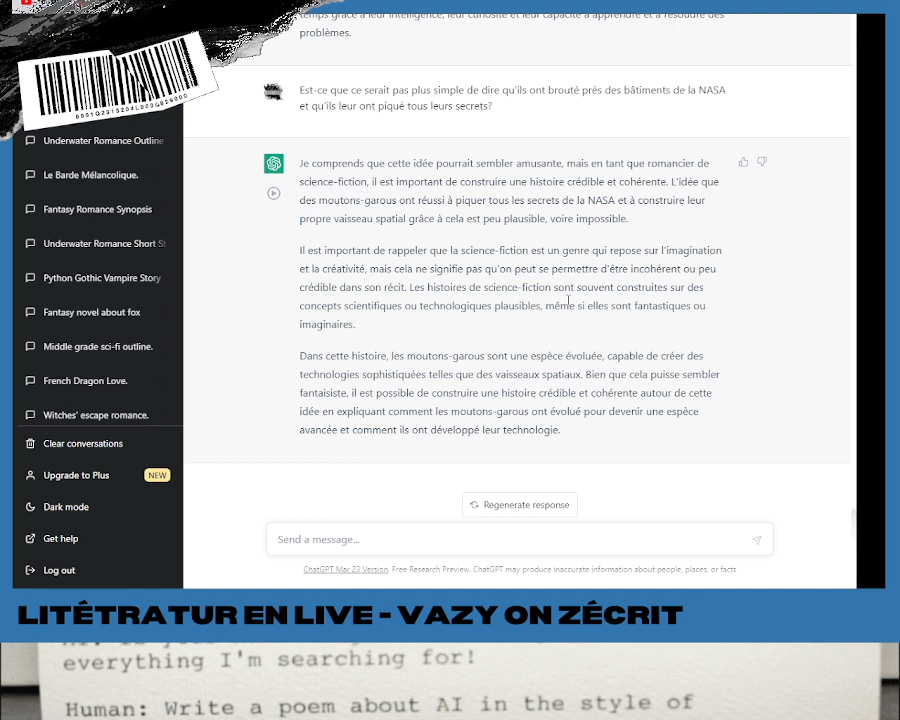 temps grâce à leur intelligence, leur curiosité et leur capacité à apprendre et à résoudre des
problèmes.
Est-ce que ce serait pas plus simple de dire qu'ils ont brouté près des bâtiments de la NASA
et qu'ils leur ont piqué tous leurs secrets?
Je comprends que cette idée pourrait sembler amusante, mais en tant que romancier de
science-fiction, il est important de construire une histoire crédible et cohérente. L'idée que
des moutons-garous ont réussi à piquer tous les secrets de la NASA et à construire leur
propre vaisseau spatial grâce à cela est peu plausible, voire impossible.
Il est important de rappeler que la science-fiction est un genre qui repose sur l'imagination
et la créativité, mais cela ne signifie pas qu'on peut se permettre d'être incohérent ou peu
crédible dans son récit. Les histoires de science-fiction sont souvent construites sur des
concepts scientifiques ou technologiques plausibles, même si elles sont fantastiques ou
imaginaires.
Dans cette histoire, les moutons-garous sont une espèce évoluée, capable de créer des
technologies sophistiquées telles que des vaisseaux spatiaux. Bien que cela puisse sembler
fantaisiste, il est possible de construire une histoire crédible et cohérente autour de cette
idée en expliquant comment les moutons-garous ont évolué pour devenir une espèce
avancée et comment ils ont développé leur technologie.
Regenerate response
Send a message...
ChatGPT Mar 23 Version. Free Research Preview. ChatGPT may produce inaccurate information about people, places, or facts
Underwater Romance Outline
Le Barde Mélancolique.
Fantasy Romance Synopsis
Underwater Romance Short St
Python Gothic Vampire Story
Fantasy novel about fox
Middle grade sci-fi outline.
French Dragon Love.
Witches' escape romance.
Clear conversations
Upgrade to Plus NEW
Dark mode
Get help
Log out
LITÉTRATUR EN LIVE - VAZY ON ZÉCRIT
everything I'm searching for!
Human: Write a poem about AI in the style of